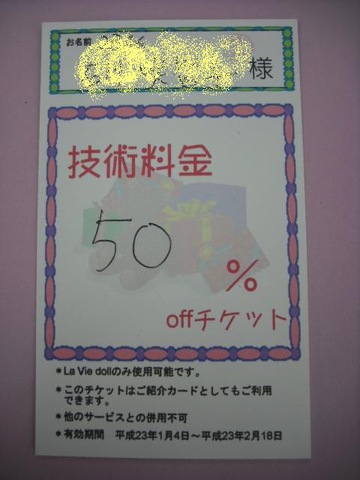 お名前
様
技術料金
50
%
offチケット
*La Vie dollのみ使用可能です。
*このチケットはご紹介カードとしてもご利用
できます。
*他のサービスとの併用不可
*有効期間 平成23年1月4日～平成23年2月18日